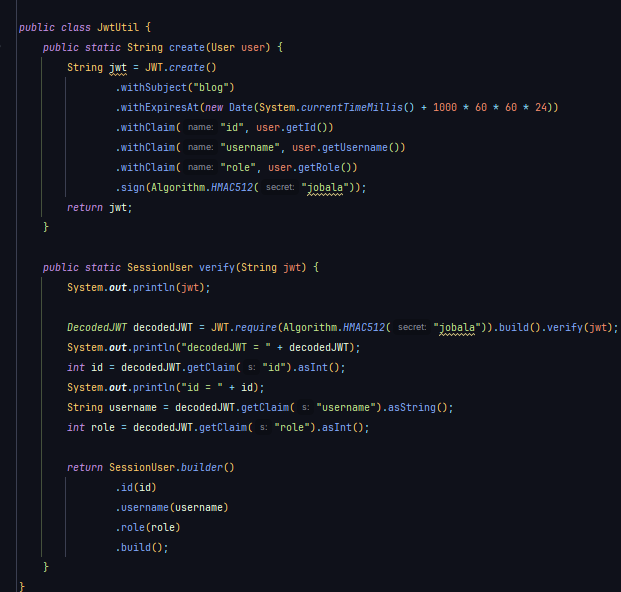 public class JwtUtil {
public static String create(User user) {
String jwt = JWT.create()
.withSubject("blog")
.withExpiresAt(new Date(System.currentTimeMillis() + 1000 * 60 * 60 * 24))
.withClaim( name: "id", user.getId())
.withClaim( name: "username", user.getUsername())
.withClaim( name: "role", user.getRole())
.sign(Algorithm.HMAC512( secret: "jobala"));
return jwt;
}
public static SessionUser verify(String jwt) {
System.out.println(jwt);
DecodedJWT decodedJWT = JWT.require(Algorithm.HMAC512( secret: "jobala")).build().verify(jwt);
System.out.println("decodedJWT = " + decodedJWT);
int id = decodedJWT.getClaim( s: "id").asInt();
System.out.println("id = " + id);
String username = decodedJWT.getClaim( s: "username").asString();
int role = decodedJWT.getClaim( s: "role").asInt();
return SessionUser.builder()
.id(id)
.username(username)
.role(role)
.build();
}
}